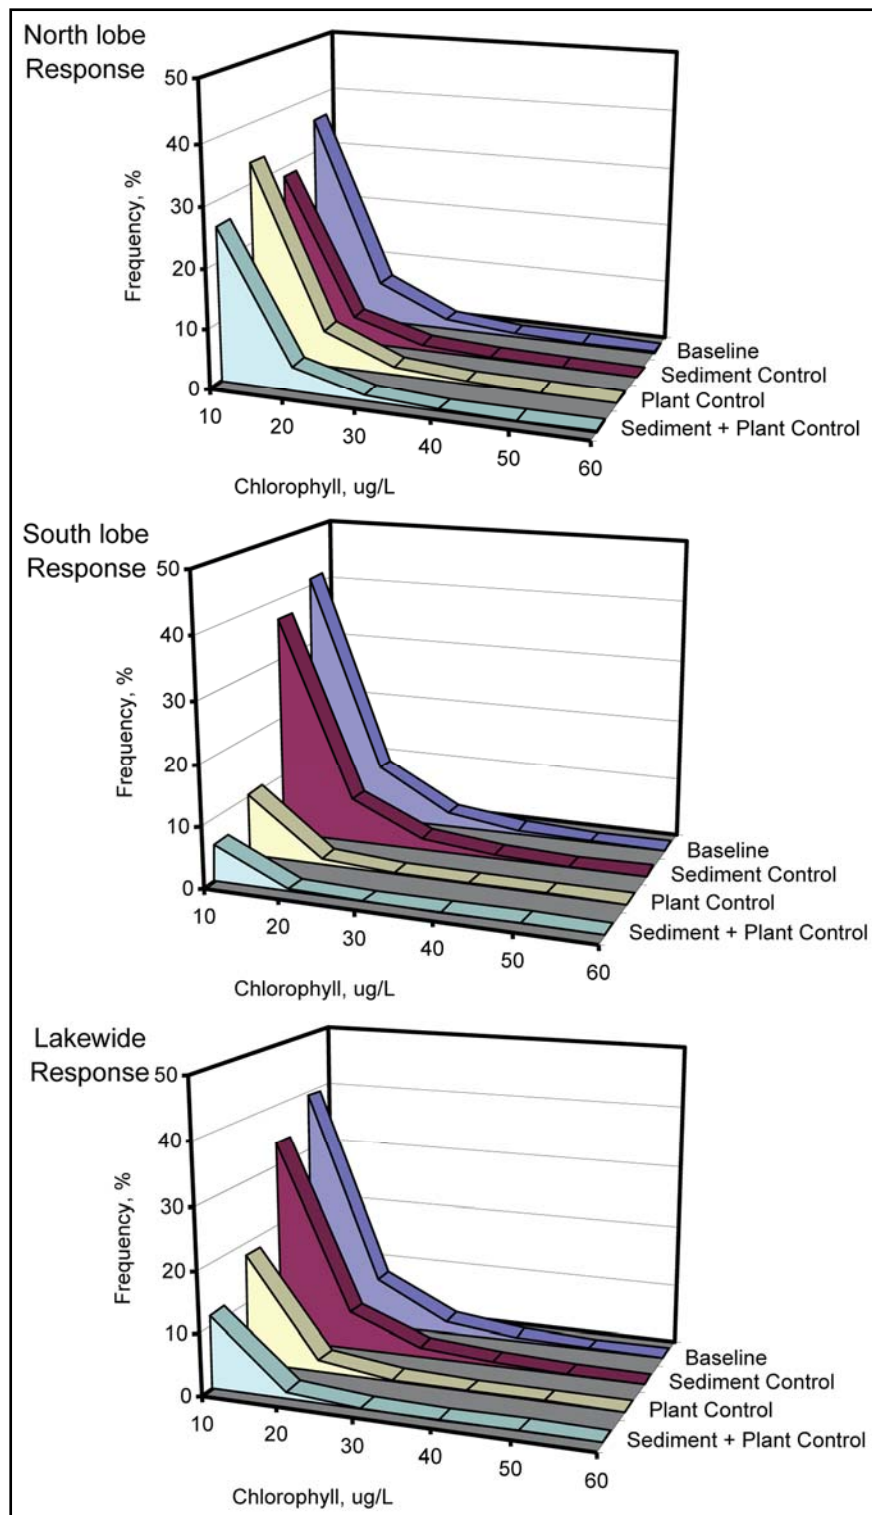 North lobe
Response
50
40
30
20
10
0
Frequency, %
10
20
30
40
50
60
Chlorophyll, ug/L
Baseline
Sediment Control
Plant Control
Sediment + Plant Control
South lobe
Response
50
40
30
20
10
0
Frequency, %
10
20
30
40
50
60
Chlorophyll, ug/L
Baseline
Sediment Control
Plant Control
Sediment + Plant Control
Lakewide
Response
50
40
30
20
10
0
Frequency, %
10
20
30
40
50
60
Chlorophyll, ug/L
Baseline
Sediment Control
Plant Control
Sediment + Plant Control